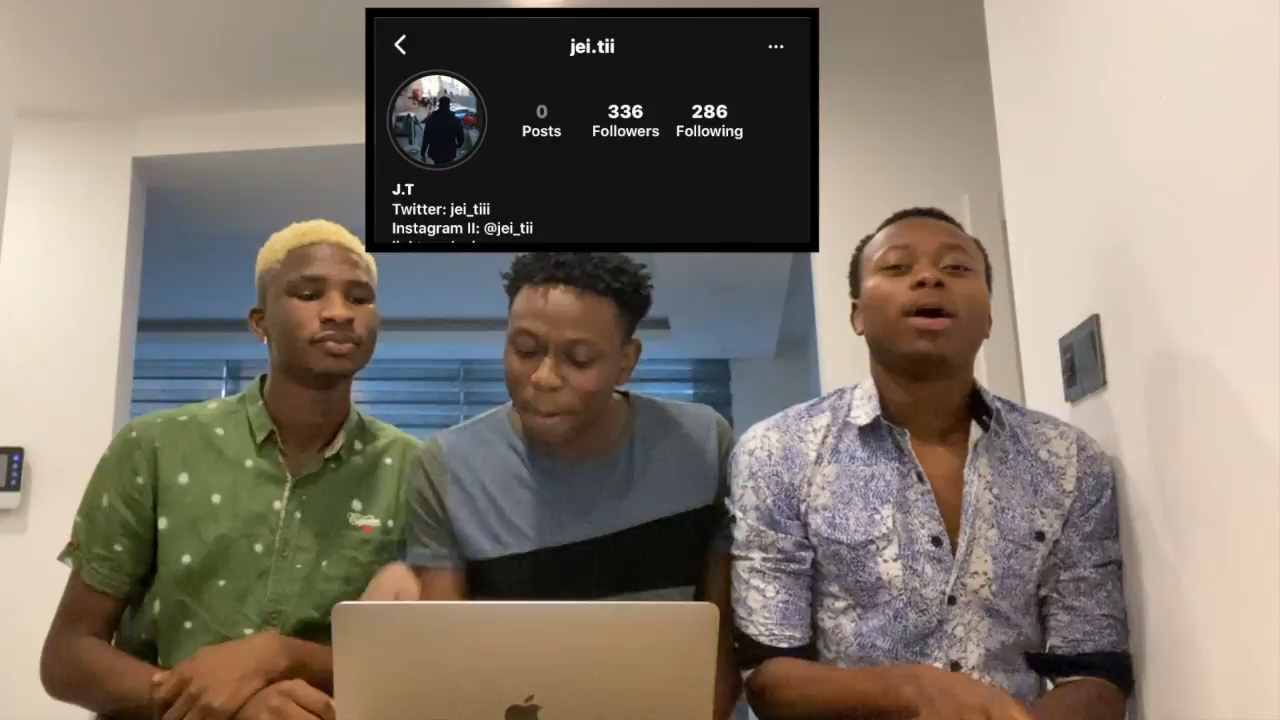 jei.tii
0 336 286
Posts Followers Following
J.T
Twitter: jei_tiii
Instagram II: @jei_tii